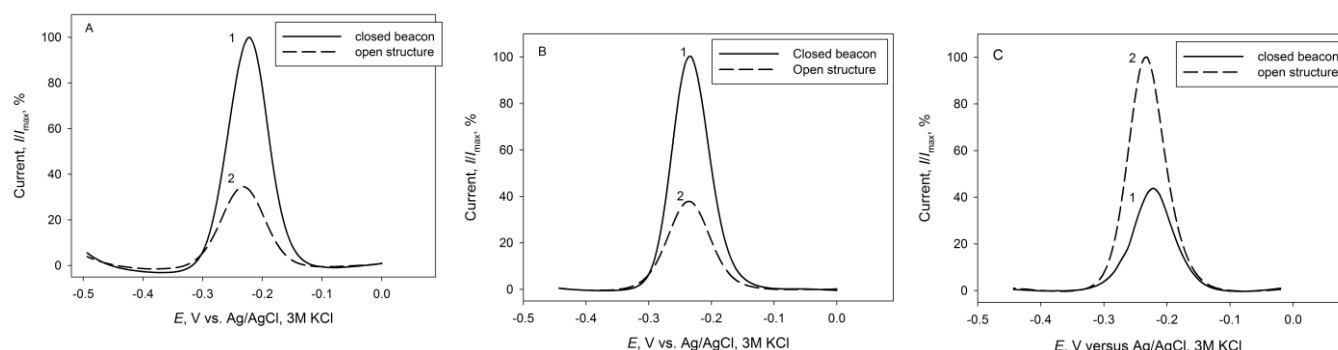 A
closed beacon
open structure
1
2
100
80
60
40
20
0
Current, I/Imax, %
-0.5 -0.4 -0.3 -0.2 -0.1 0.0
E, V vs. Ag/AgCl, 3M KCl
B
Closed beacon
Open structure
1
2
100
80
60
40
20
0
Current, I/Imax, %
-0.5 -0.4 -0.3 -0.2 -0.1 0.0
E, V vs. Ag/AgCl, 3M KCl
C
closed beacon
open structure
2
1
100
80
60
40
20
0
Current, I/Imax, %
-0.5 -0.4 -0.3 -0.2 -0.1 0.0
E, V versus Ag/AgCl, 3M KCl